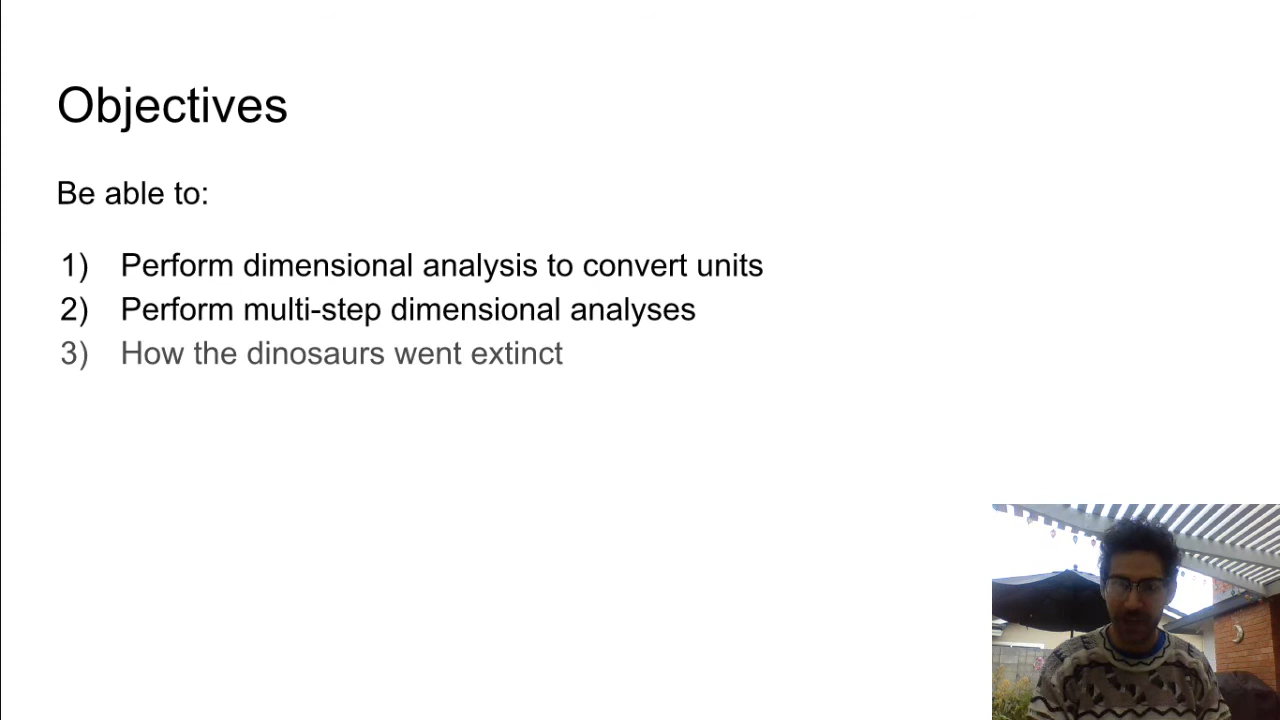 Objectives
Be able to:
1) Perform dimensional analysis to convert units
2) Perform multi-step dimensional analyses
3) How the dinosaurs went extinct